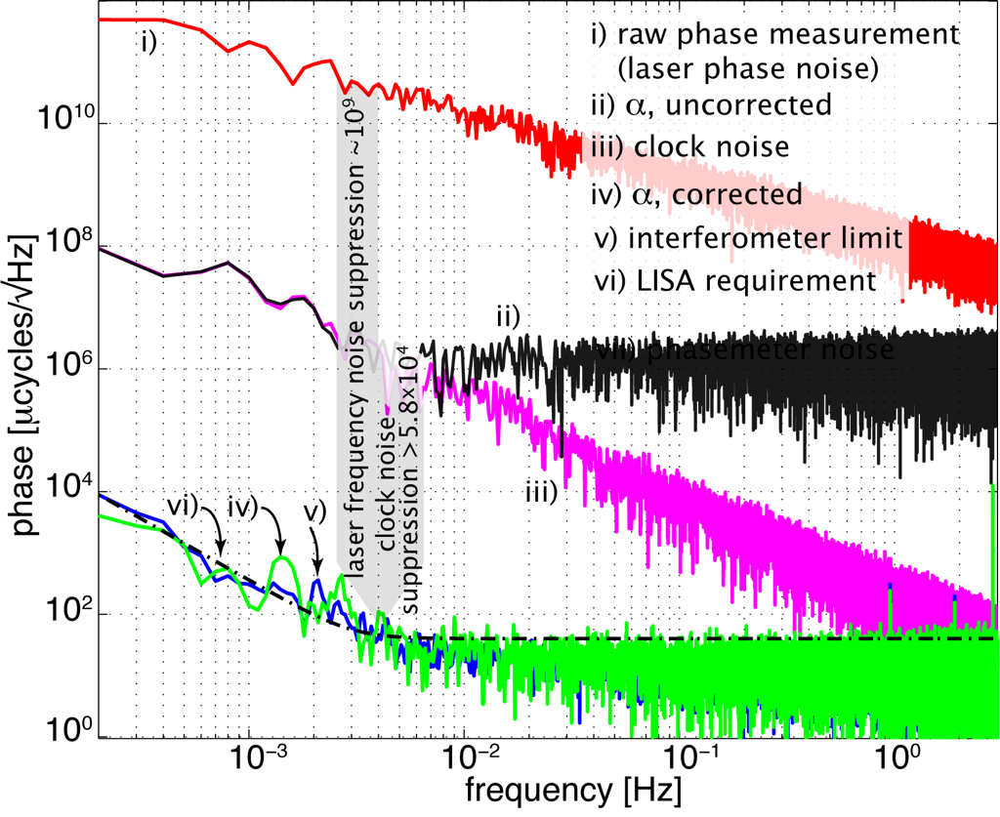 i)
i) raw phase measurement
(laser phase noise)
ii) α, uncorrected
iii) clock noise
iv) α, corrected
v) interferometer limit
vi) LISA requirement
vii) phasemeter noise
ii)
iii)
vi)
iv)
v)
laser frequency noise suppression ~10⁹
clock noise
suppression > 5.8×10⁴
phase [μcycles/√Hz]
10¹⁰
10⁸
10⁶
10⁴
10²
10⁰
10⁻³
10⁻²
10⁻¹
10⁰
frequency [Hz]